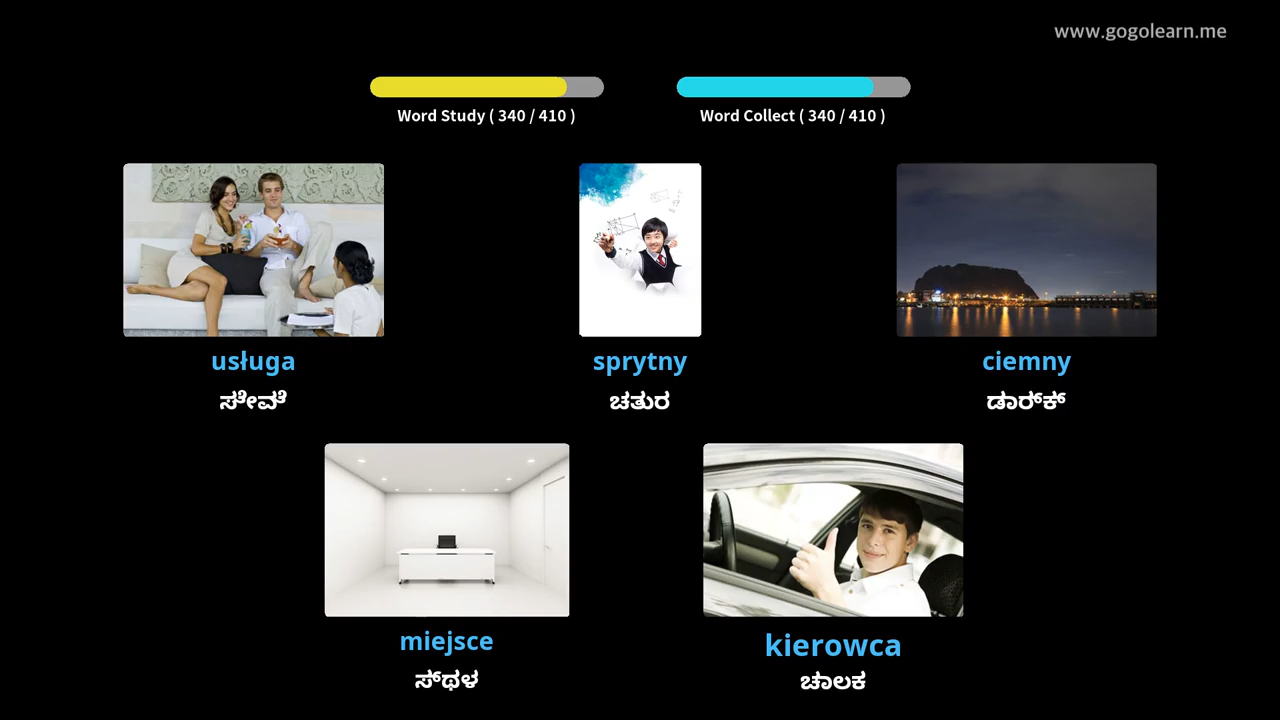 www.gogolearn.me
Word Study ( 340 / 410 )
Word Collect ( 340 / 410 )
usługa
ಸೇವೆ
sprytny
ಚತುರ
ciemny
ಡಾರ್ಕ್
miejsce
ಸ್ಥಳ
kierowca
ಚಾಲಕ